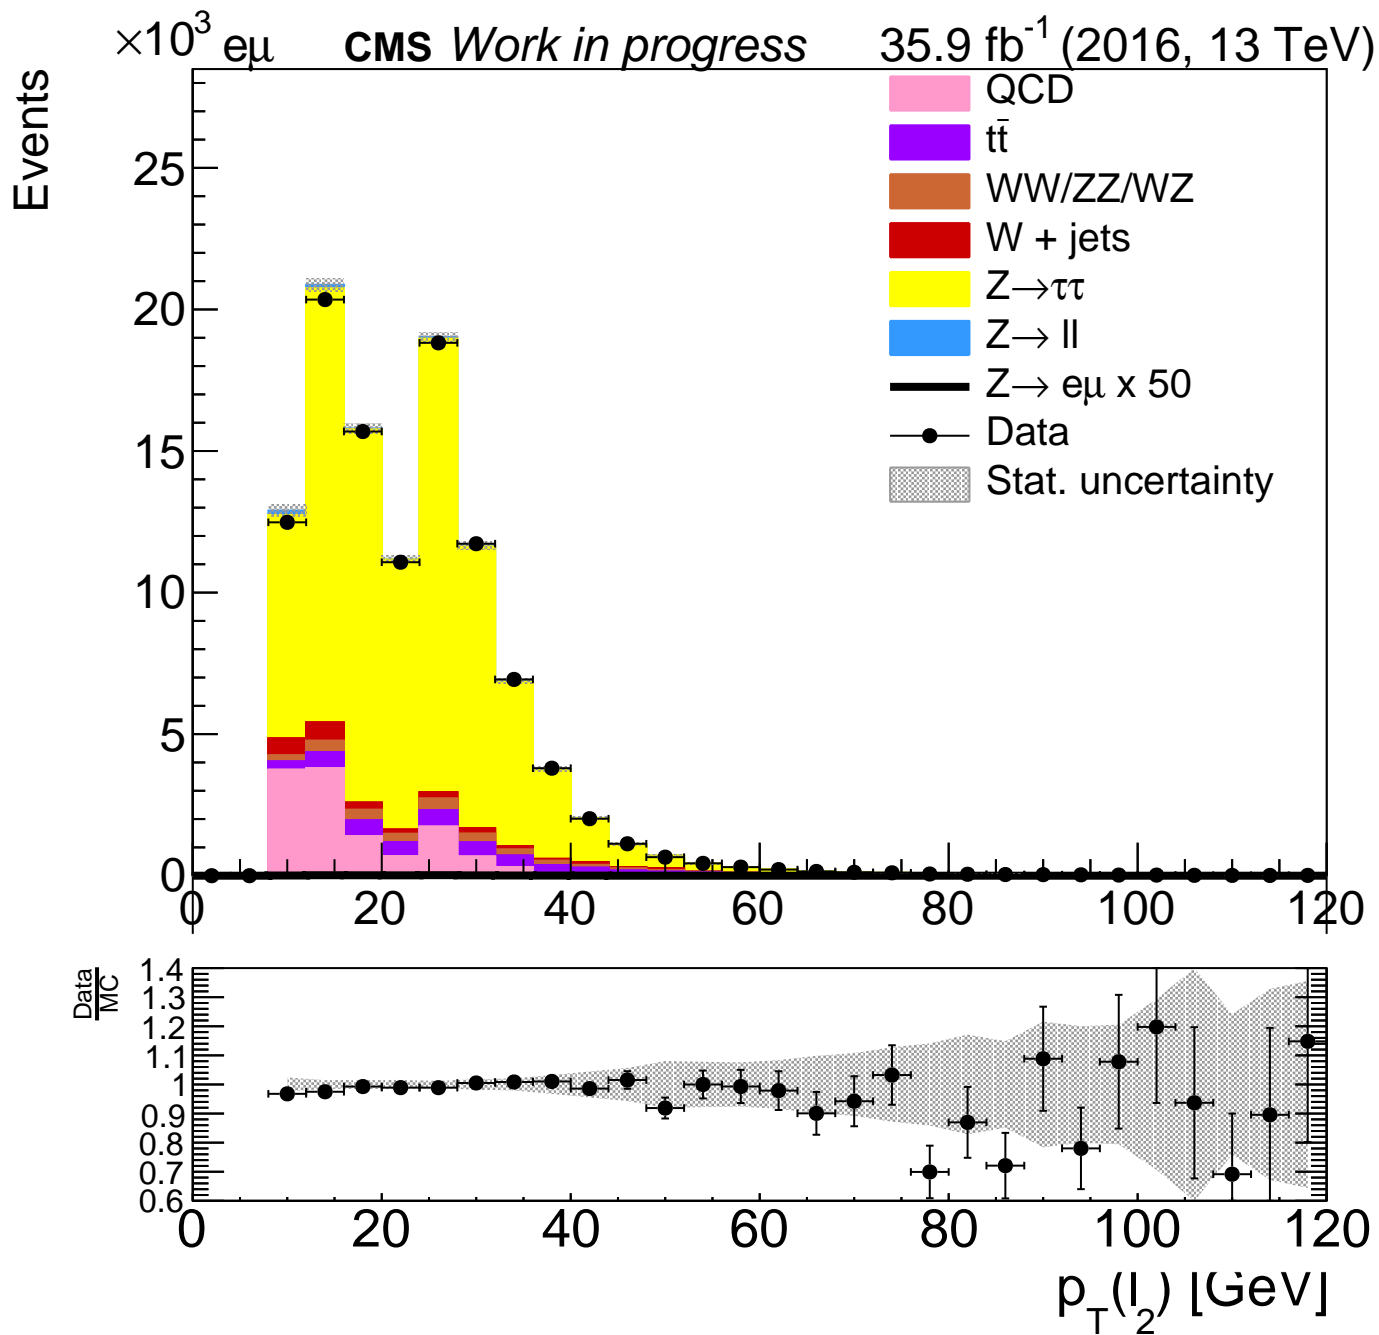 ×10³ eμ CMS Work in progress 35.9 fb⁻¹ (2016, 13 TeV)
Events
25
20
15
10
5
0
QCD
tt̄
WW/ZZ/WZ
W + jets
Z→ττ
Z→ ll
Z→ eμ x 50
Data
Stat. uncertainty
0 20 40 60 80 100 120
Data
MC
1.4
1.3
1.2
1.1
1
0.9
0.8
0.7
0.6
0 20 40 60 80 100 120
p_T(l₂) [GeV]